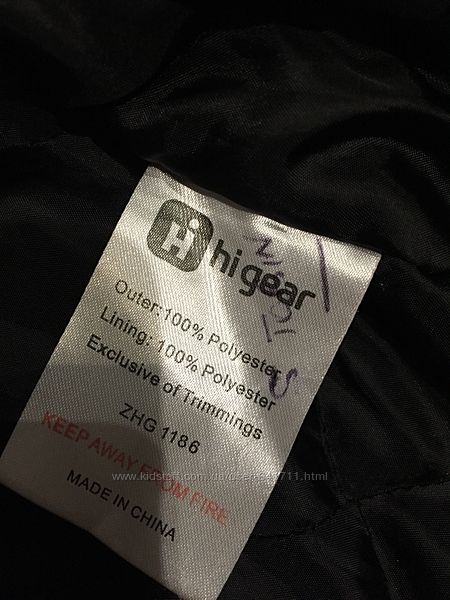 Hi
hi gear
Outer:100% Polyester
Lining: 100% Polyester
Exclusive of Trimmings
ZHG 1186
KEEP AWAY FROM FIRE
MADE IN CHINA